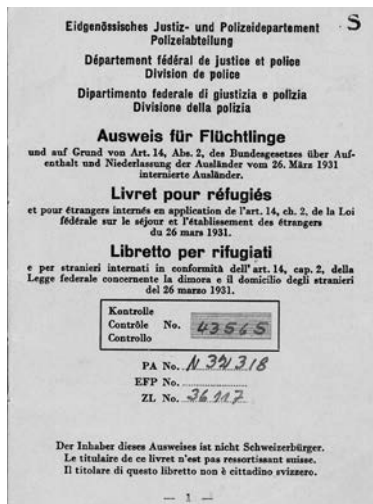 S
Eidgenössisches Justiz- und Polizeidepartement
Polizeiabteilung
Département fédéral de justice et police
Division de police
Dipartimento federale di giustizia e polizia
Divisione della polizia
Ausweis für Flüchtlinge
und auf Grund von Art. 14, Abs. 2, des Bundesgesetzes über Auf-
enthalt und Niederlassung der Ausländer vom 26. März 1931
internierte Ausländer.
Livret pour réfugiés
et pour étrangers internés en application de l'art. 14, ch. 2, de la Loi
fédérale sur le séjour et l'établissement des étrangers
du 26 mars 1931.
Libretto per rifugiati
e per stranieri internati in conformità dell' art. 14, cap. 2, della
Legge federale concernente la dimora e il domicilio degli stranieri
del 26 marzo 1931.
Kontrolle
Contrôle No. 43565
Controllo
PA No. N
EFP No.
ZL No. 36117
Der Inhaber dieses Ausweises ist nicht Schweizerbürger.
Le titulaire de ce livret n'est pas ressortissant suisse.
Il titolare di questo libretto non è cittadino svizzero.
— 1 —